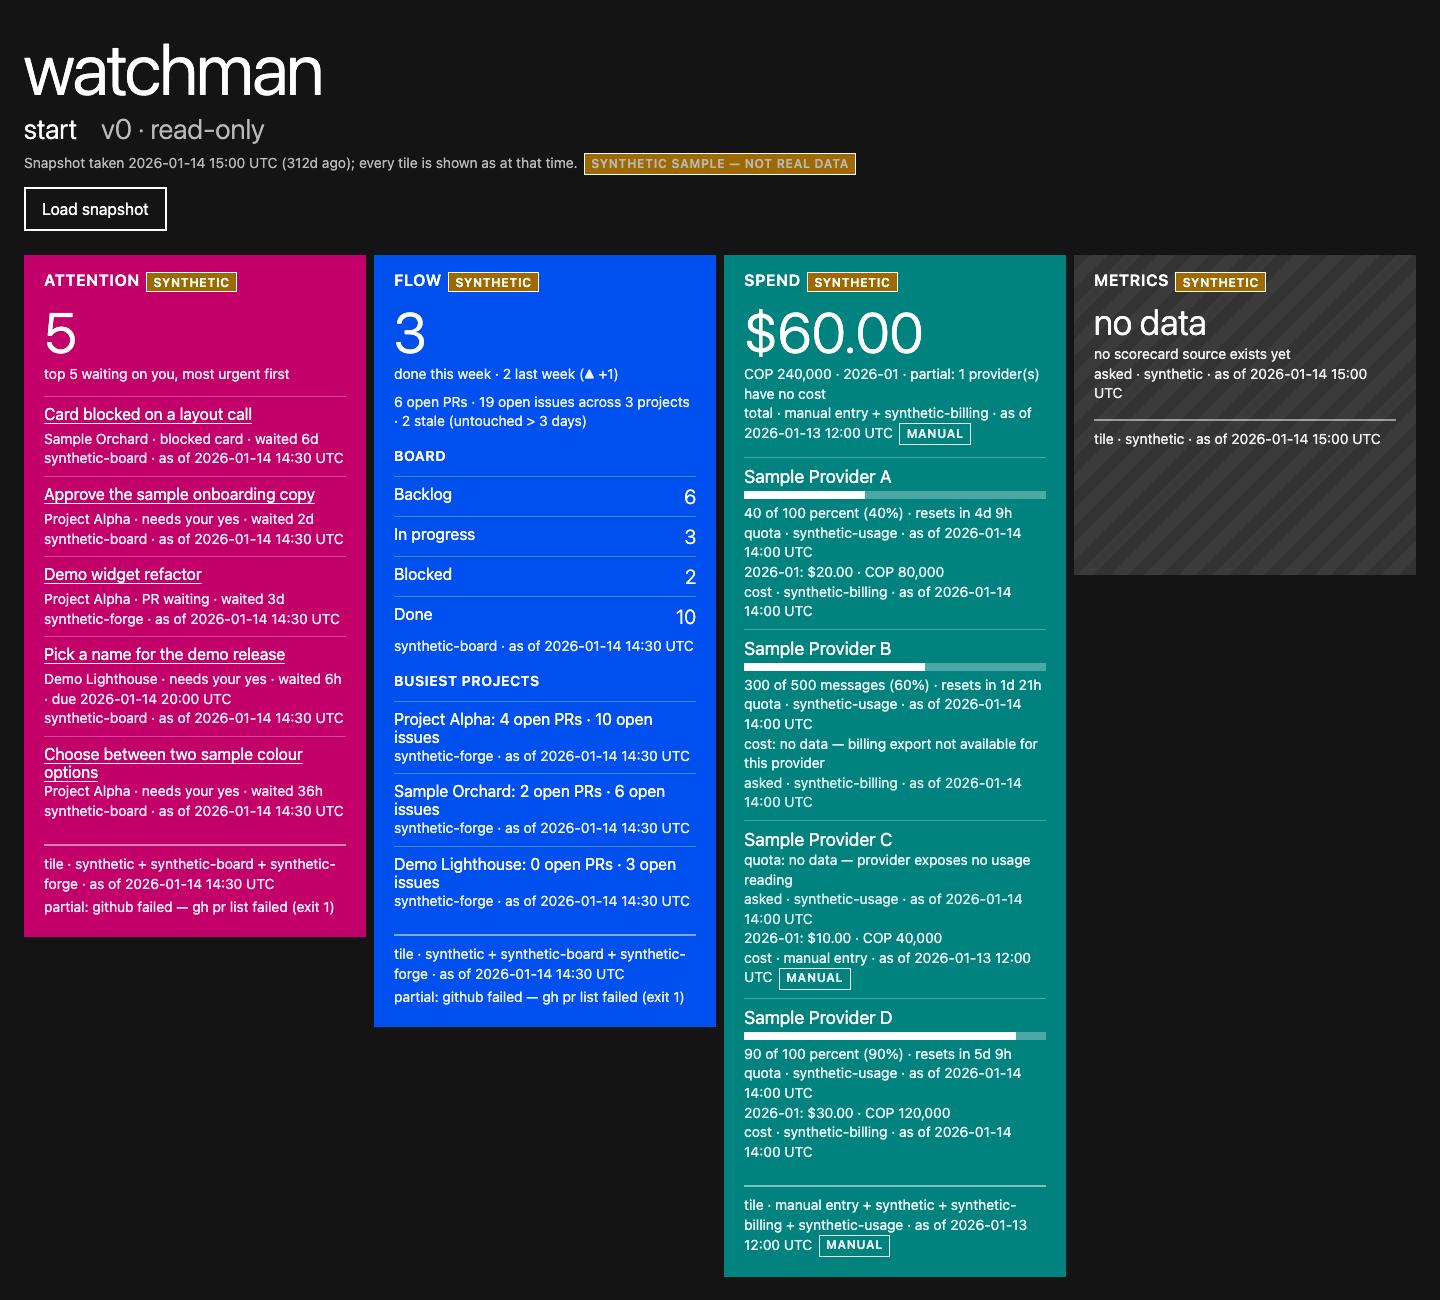 watchman
start v0 · read-only
Snapshot taken 2026-01-14 15:00 UTC (312d ago); every tile is shown as at that time. SYNTHETIC SAMPLE — NOT REAL DATA
Load snapshot
ATTENTION SYNTHETIC
5
top 5 waiting on you, most urgent first
Card blocked on a layout call
Sample Orchard · blocked card · waited 6d
synthetic-board · as of 2026-01-14 14:30 UTC
Approve the sample onboarding copy
Project Alpha · needs your yes · waited 2d
synthetic-board · as of 2026-01-14 14:30 UTC
Demo widget refactor
Project Alpha · PR waiting · waited 3d
synthetic-forge · as of 2026-01-14 14:30 UTC
Pick a name for the demo release
Demo Lighthouse · needs your yes · waited 6h
· due 2026-01-14 20:00 UTC
synthetic-board · as of 2026-01-14 14:30 UTC
Choose between two sample colour
options
Project Alpha · needs your yes · waited 36h
synthetic-board · as of 2026-01-14 14:30 UTC
tile · synthetic + synthetic-board + synthetic-
forge · as of 2026-01-14 14:30 UTC
partial: github failed — gh pr list failed (exit 1)
FLOW SYNTHETIC
3
done this week · 2 last week (▲ +1)
6 open PRs · 19 open issues across 3 projects
· 2 stale (untouched > 3 days)
BOARD
Backlog 6
In progress 3
Blocked 2
Done 10
synthetic-board · as of 2026-01-14 14:30 UTC
BUSIEST PROJECTS
Project Alpha: 4 open PRs · 10 open
issues
synthetic-forge · as of 2026-01-14 14:30 UTC
Sample Orchard: 2 open PRs · 6 open
issues
synthetic-forge · as of 2026-01-14 14:30 UTC
Demo Lighthouse: 0 open PRs · 3 open
issues
synthetic-forge · as of 2026-01-14 14:30 UTC
tile · synthetic + synthetic-board + synthetic-
forge · as of 2026-01-14 14:30 UTC
partial: github failed — gh pr list failed (exit 1)
SPEND SYNTHETIC
$60.00
COP 240,000 · 2026-01 · partial: 1 provider(s)
have no cost
total · manual entry + synthetic-billing · as of
2026-01-13 12:00 UTC MANUAL
Sample Provider A
40 of 100 percent (40%) · resets in 4d 9h
quota · synthetic-usage · as of 2026-01-14
14:00 UTC
2026-01: $20.00 · COP 80,000
cost · synthetic-billing · as of 2026-01-14
14:00 UTC
Sample Provider B
300 of 500 messages (60%) · resets in 1d 21h
quota · synthetic-usage · as of 2026-01-14
14:00 UTC
cost: no data — billing export not available for
this provider
asked · synthetic-billing · as of 2026-01-14
14:00 UTC
Sample Provider C
quota: no data — provider exposes no usage
reading
asked · synthetic-usage · as of 2026-01-14
14:00 UTC
2026-01: $10.00 · COP 40,000
cost · manual entry · as of 2026-01-13 12:00
UTC MANUAL
Sample Provider D
90 of 100 percent (90%) · resets in 5d 9h
quota · synthetic-usage · as of 2026-01-14
14:00 UTC
2026-01: $30.00 · COP 120,000
cost · synthetic-billing · as of 2026-01-14
14:00 UTC
tile · manual entry + synthetic + synthetic-
billing + synthetic-usage · as of 2026-01-13
12:00 UTC MANUAL
METRICS SYNTHETIC
no data
no scorecard source exists yet
asked · synthetic · as of 2026-01-14 15:00
UTC
tile · synthetic · as of 2026-01-14 15:00 UTC